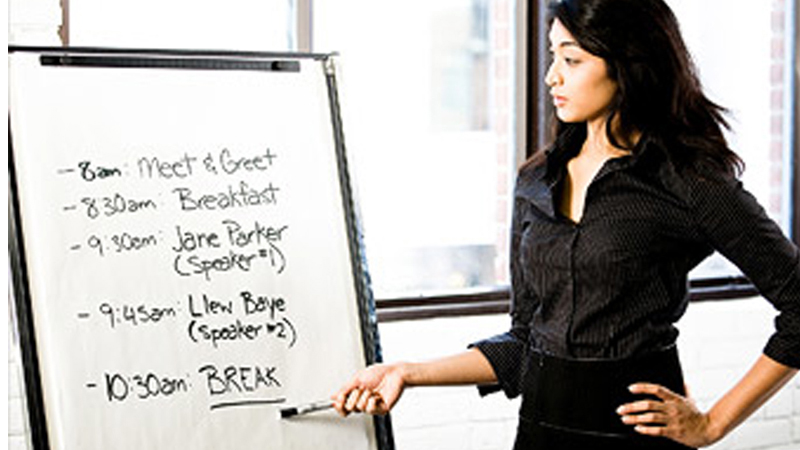 - 8am: Meet & Greet
- 8:30am: Breakfast
- 9:30am: Jane Parker
(Speaker #1)
- 9:45am: Llew Baye
(Speaker #2)
- 10:30am: BREAK